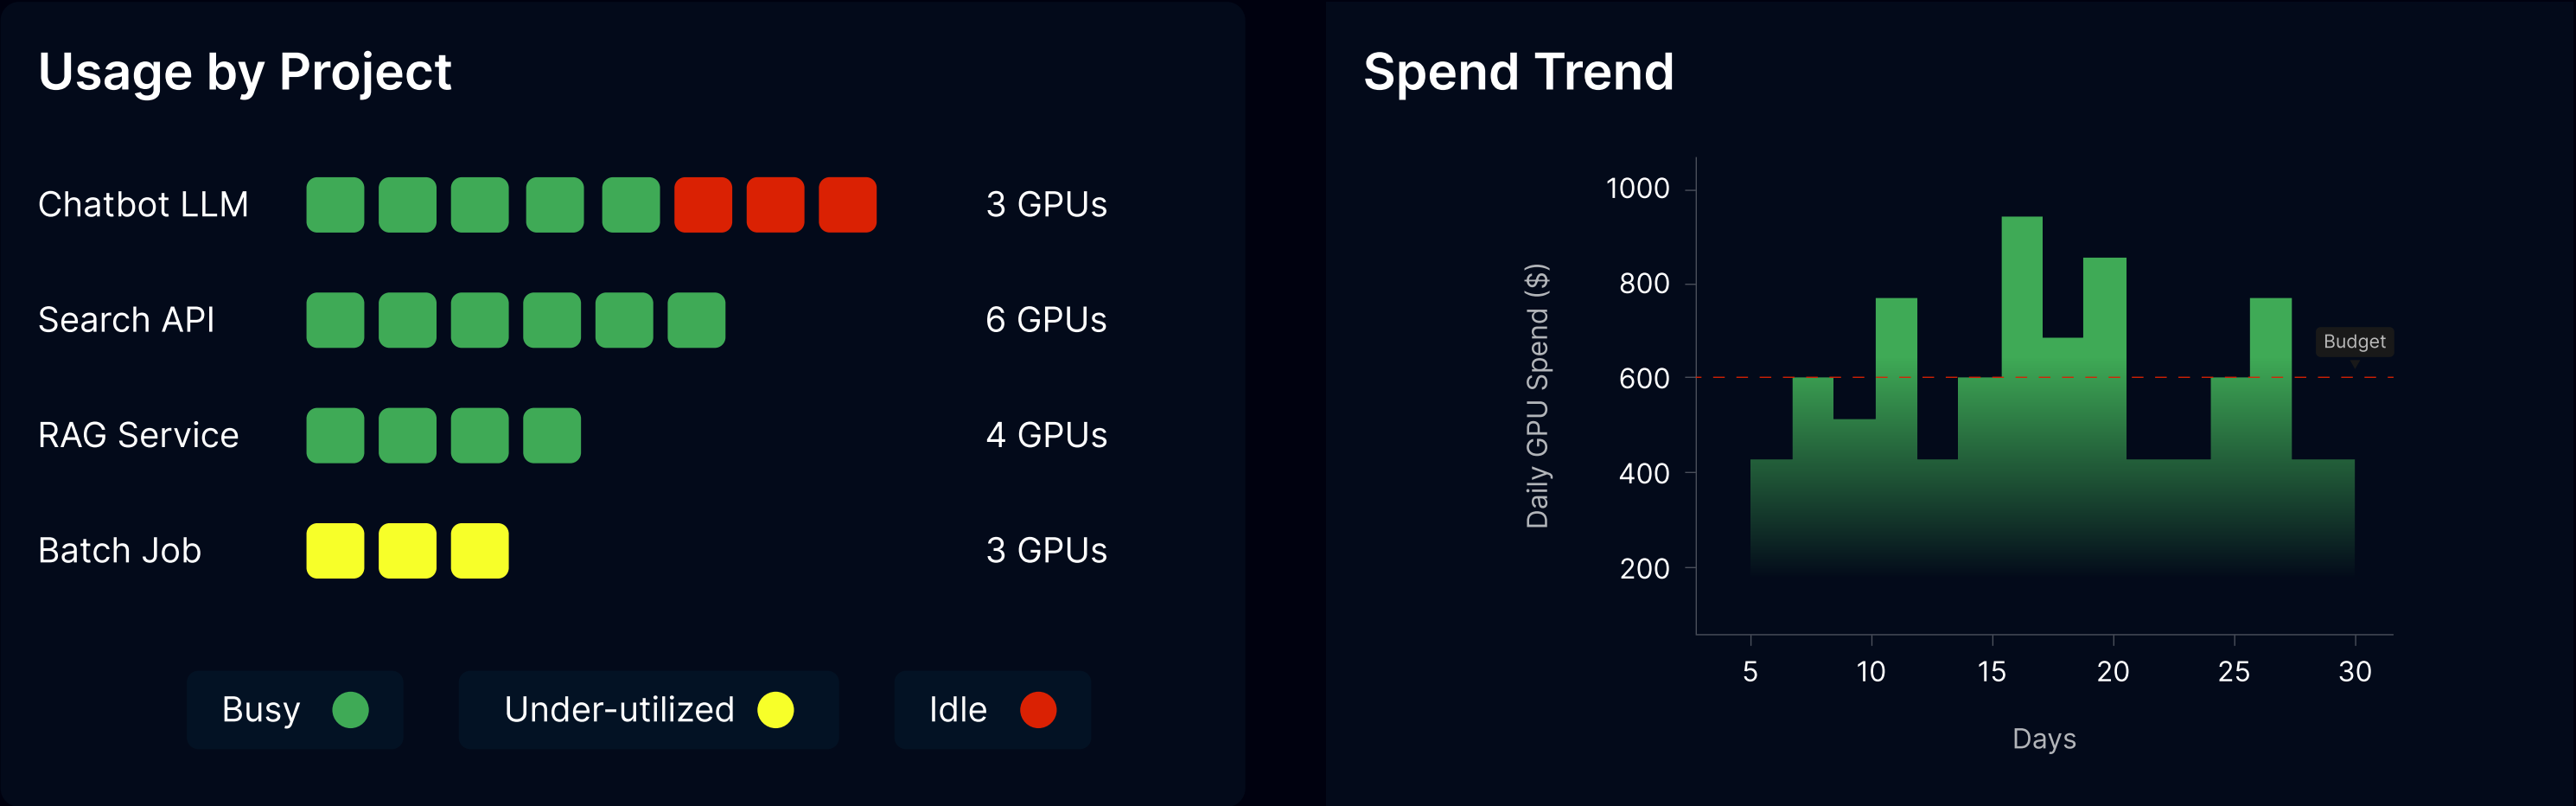 Usage by Project
Chatbot LLM
3 GPUs
Search API
6 GPUs
RAG Service
4 GPUs
Batch Job
3 GPUs
Busy
Under-utilized
Idle
Spend Trend
Daily GPU Spend ($)
1000
800
600
400
200
Budget
5 10 15 20 25 30
Days